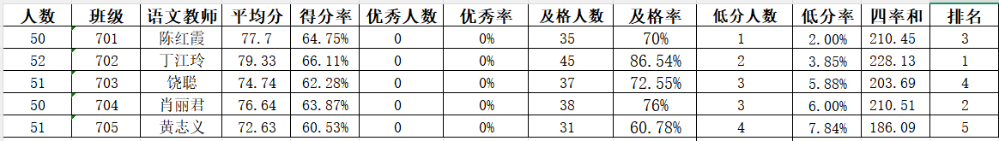 人数 班级 语文教师 平均分 得分率 优秀人数 优秀率 及格人数 及格率 低分人数 低分率 四率和 排名
50 701 陈红霞 77.7 64.75% 0 0% 35 70% 1 2.00% 210.45 3
52 702 丁江玲 79.33 66.11% 0 0% 45 86.54% 2 3.85% 228.13 1
51 703 饶聪 74.74 62.28% 0 0% 37 72.55% 3 5.88% 203.69 4
50 704 肖丽君 76.64 63.87% 0 0% 38 76% 3 6.00% 210.51 2
51 705 黄志义 72.63 60.53% 0 0% 31 60.78% 4 7.84% 186.09 5